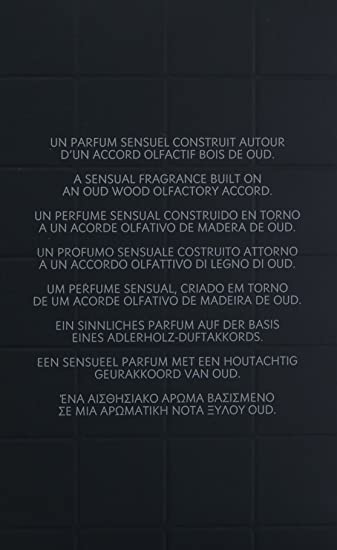 UN PARFUM SENSUEL CONSTRUIT AUTOUR
D'UN ACCORD OLFACTIF BOIS DE OUD.
A SENSUAL FRAGRANCE BUILT ON
AN OUD WOOD OLFACTORY ACCORD.
UN PERFUME SENSUAL CONSTRUIDO EN TORNO
A UN ACORDE OLFATIVO DE MADERA DE OUD.
UN PROFUMO SENSUALE COSTRUITO ATTORNO
A UN ACCORDO OLFATTIVO DI LEGNO DI OUD.
UM PERFUME SENSUAL, CRIADO EM TORNO
DE UM ACORDE OLFATIVO DE MADEIRA DE OUD.
EIN SINNLICHES PARFUM AUF DER BASIS
EINES ADLERHOLZ-DUFTAKKORDS.
EEN SENSUEEL PARFUM MET EEN HOUTACHTIG
GEURAKKOORD VAN OUD.
ΈΝΑ ΑΙΣΘΗΣΙΑΚΟ ΑΡΩΜΑ ΒΑΣΙΣΜΕΝΟ
ΣΕ ΜΙΑ ΑΡΩΜΑΤΙΚΗ ΝΟΤΑ ΞΥΛΟΥ OUD.